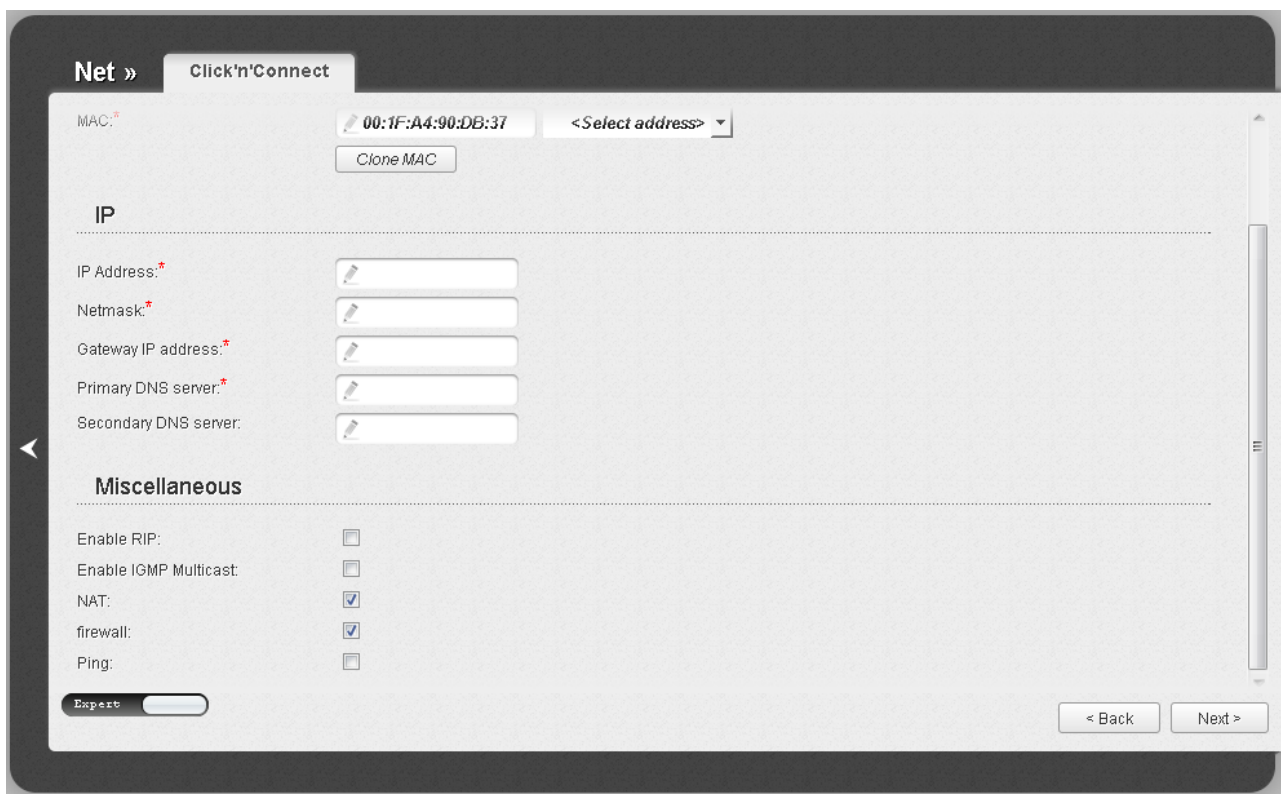 Net » Click'n'Connect
MAC:* 00:1F:A4:90:DB:37 <Select address>
Clone MAC
IP
IP Address:*
Netmask:*
Gateway IP address:*
Primary DNS server:*
Secondary DNS server:
Miscellaneous
Enable RIP:
Enable IGMP Multicast:
NAT:
firewall:
Ping:
Expert
< Back Next >